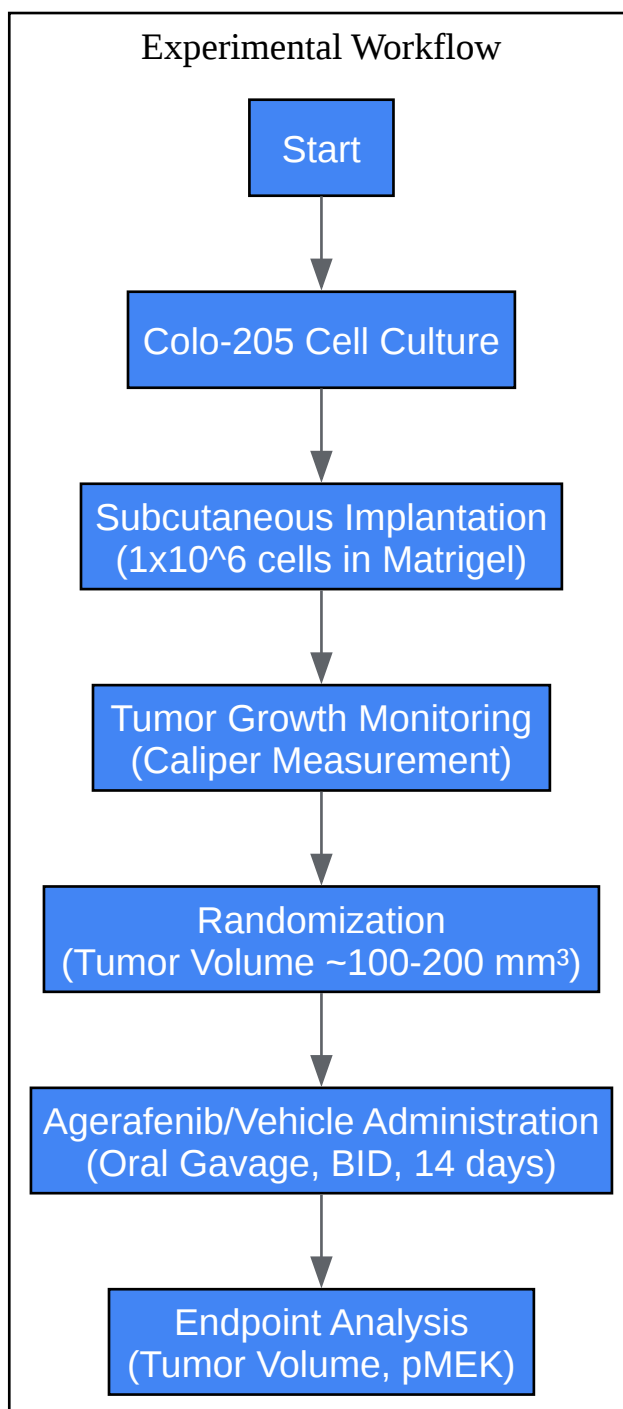 Experimental Workflow
Start
Colo-205 Cell Culture
Subcutaneous Implantation
(1x10^6 cells in Matrigel)
Tumor Growth Monitoring
(Caliper Measurement)
Randomization
(Tumor Volume ~100-200 mm³)
Agerafenib/Vehicle Administration
(Oral Gavage, BID, 14 days)
Endpoint Analysis
(Tumor Volume, pMEK)